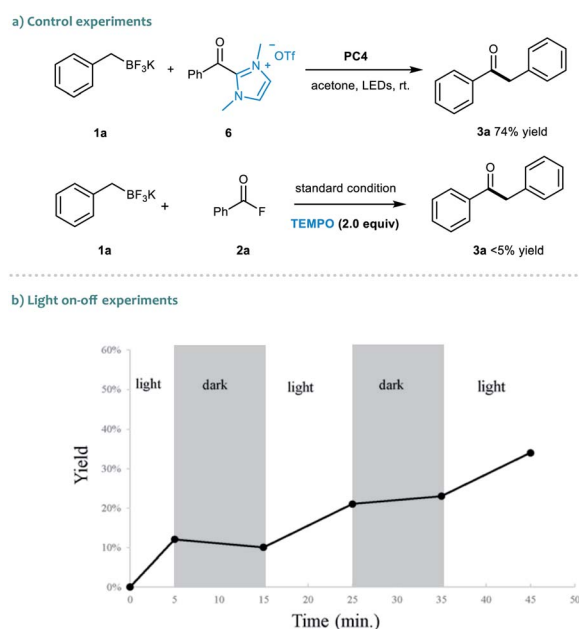 a) Control experiments
BF3K
+
Ph
O
N
+
N
−
OTf
PC4
acetone, LEDs, rt.
O
1a
6
3a 74% yield
BF3K
+
Ph
O
F
standard condition
TEMPO (2.0 equiv)
O
1a
2a
3a <5% yield
b) Light on-off experiments
60%
50%
40%
30%
20%
10%
0%
Yield
light
dark
light
dark
light
0 5 10 15 20 25 30 35 40 45 50
Time (min.)